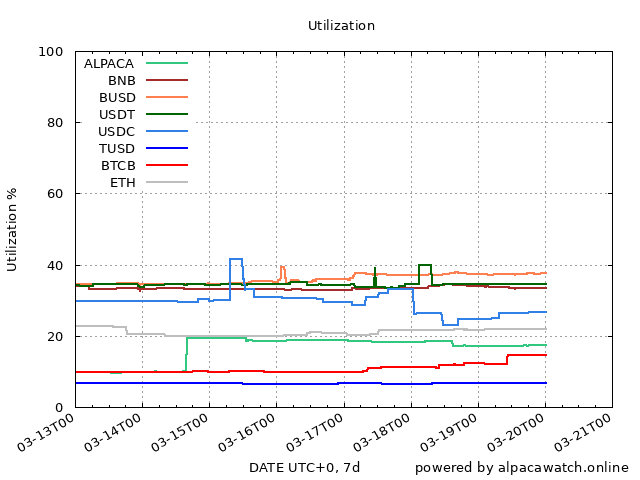 Utilization
100
80
60
40
20
0
Utilization %
ALPACA
BNB
BUSD
USDT
USDC
TUSD
BTCB
ETH
03-13T00
03-14T00
03-15T00
03-16T00
03-17T00
03-18T00
03-19T00
03-20T00
03-21T00
DATE UTC+0, 7d
powered by alpacawatch.online